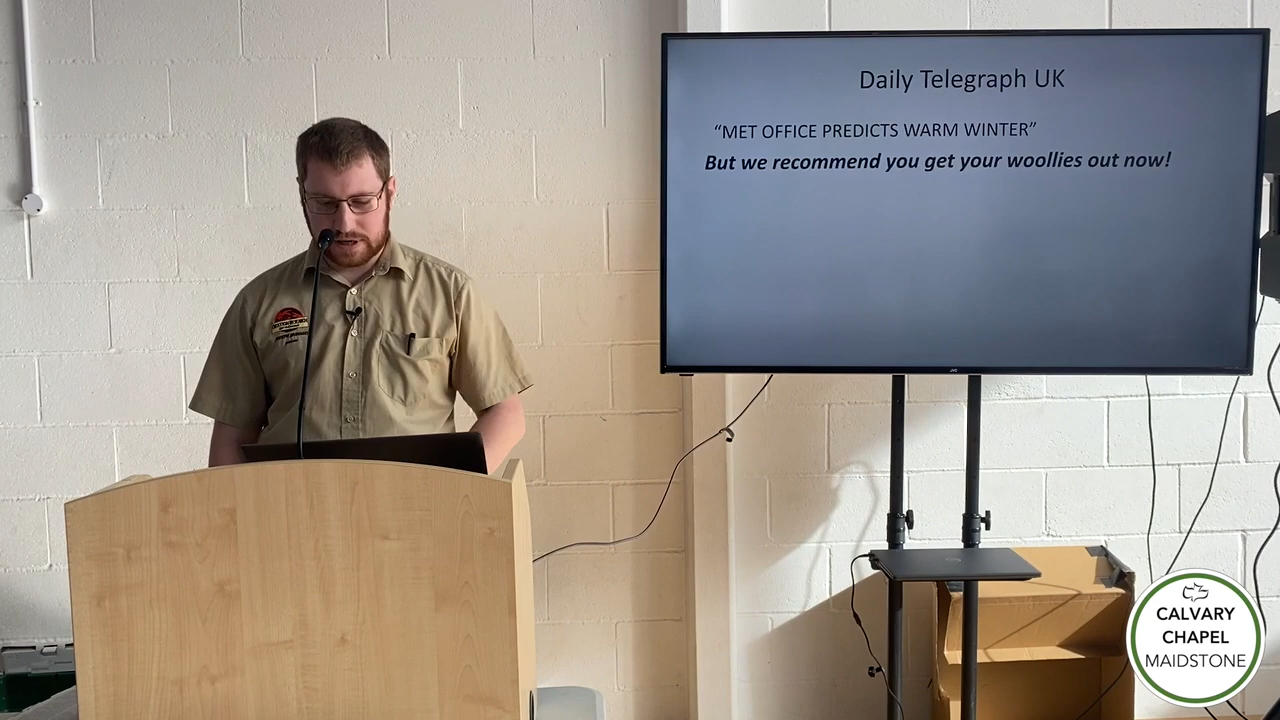 Daily Telegraph UK
“MET OFFICE PREDICTS WARM WINTER”
But we recommend you get your woollies out now!
JVC
CALVARY
CHAPEL
MAIDSTONE